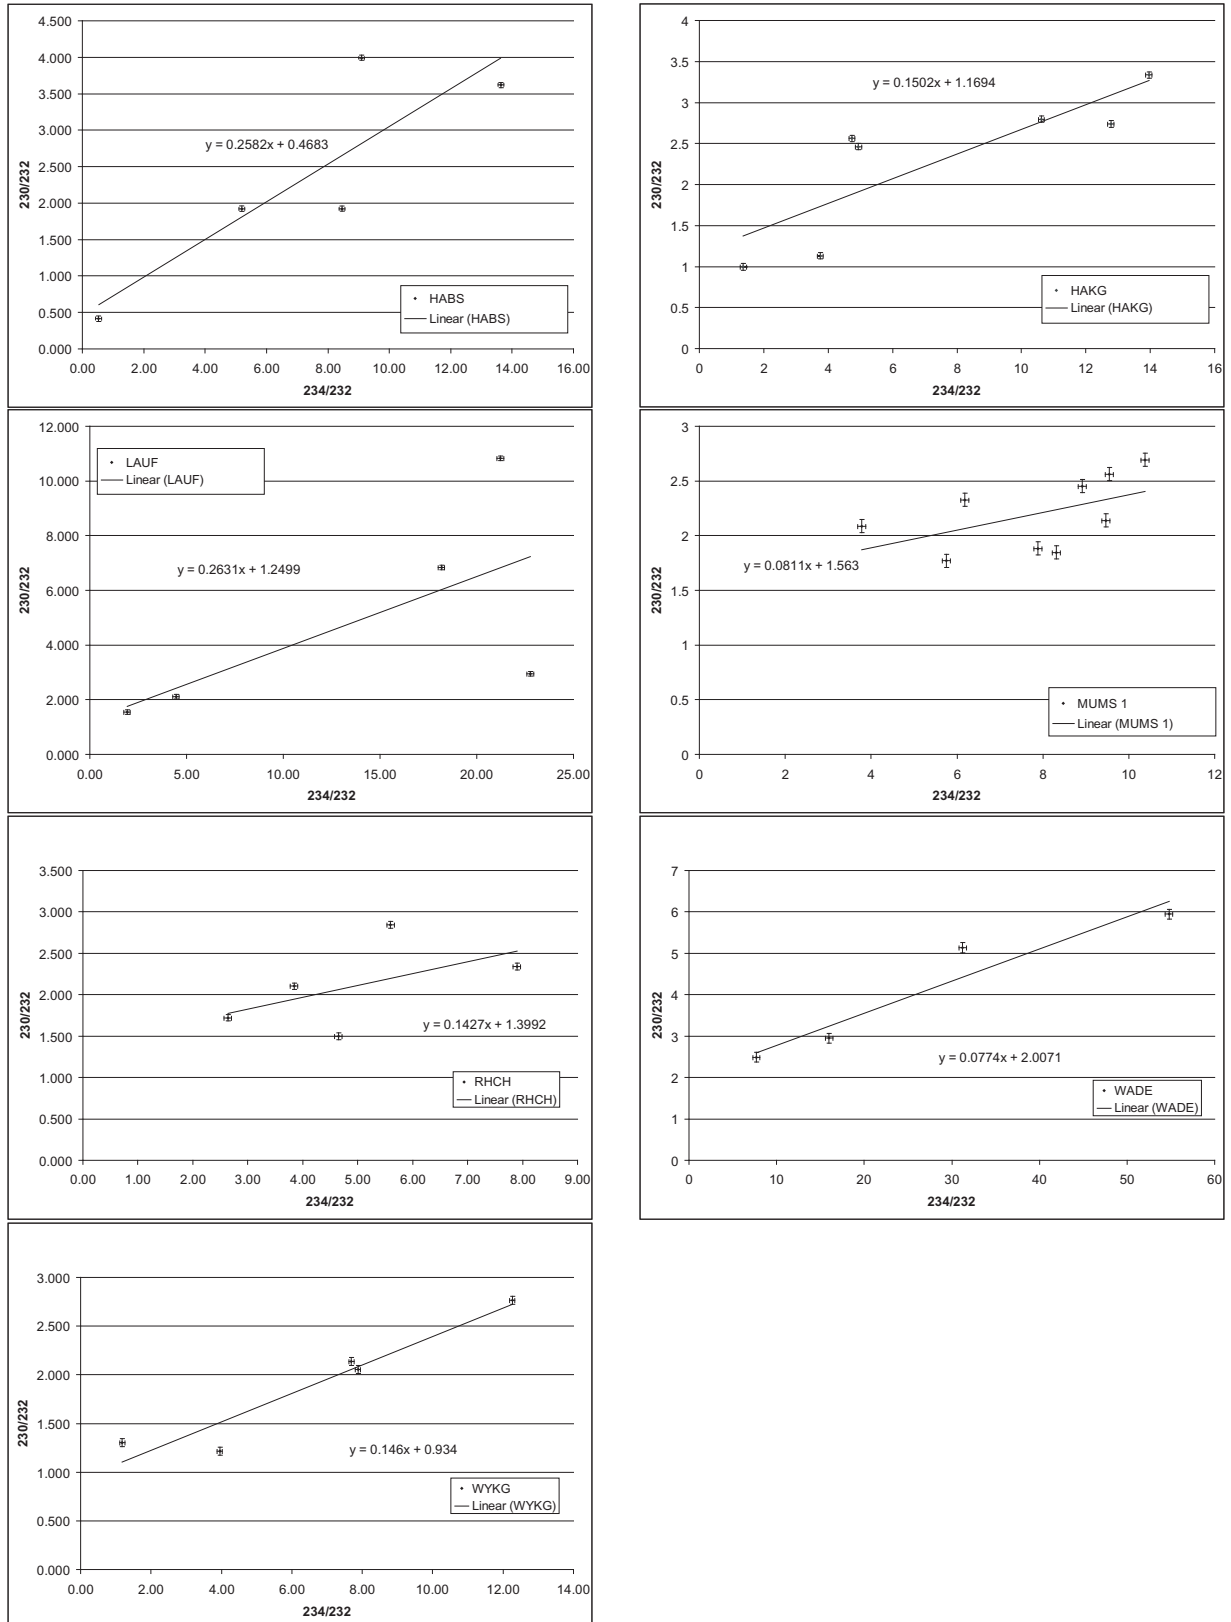 4.500
4.000
3.500
3.000
2.500
2.000
1.500
1.000
0.500
0.000
230/232
y = 0.2582x + 0.4683
HABS
Linear (HABS)
0.00 2.00 4.00 6.00 8.00 10.00 12.00 14.00 16.00
234/232
4
3.5
3
2.5
2
1.5
1
0.5
0
230/232
y = 0.1502x + 1.1694
HAKG
Linear (HAKG)
0 2 4 6 8 10 12 14 16
234/232
12.000
10.000
8.000
6.000
4.000
2.000
0.000
230/232
LAUF
Linear (LAUF)
y = 0.2631x + 1.2499
0.00 5.00 10.00 15.00 20.00 25.00
234/232
3
2.5
2
1.5
1
0.5
0
230/232
y = 0.0811x + 1.563
MUMS 1
Linear (MUMS 1)
0 2 4 6 8 10 12
234/232
3.500
3.000
2.500
2.000
1.500
1.000
0.500
0.000
230/232
y = 0.1427x + 1.3992
RHCH
Linear (RHCH)
0.00 1.00 2.00 3.00 4.00 5.00 6.00 7.00 8.00 9.00
234/232
7
6
5
4
3
2
1
0
230/232
y = 0.0774x + 2.0071
WADE
Linear (WADE)
0 10 20 30 40 50 60
234/232
3.000
2.500
2.000
1.500
1.000
0.500
0.000
230/232
y = 0.146x + 0.934
WYKG
Linear (WYKG)
0.00 2.00 4.00 6.00 8.00 10.00 12.00 14.00
234/232